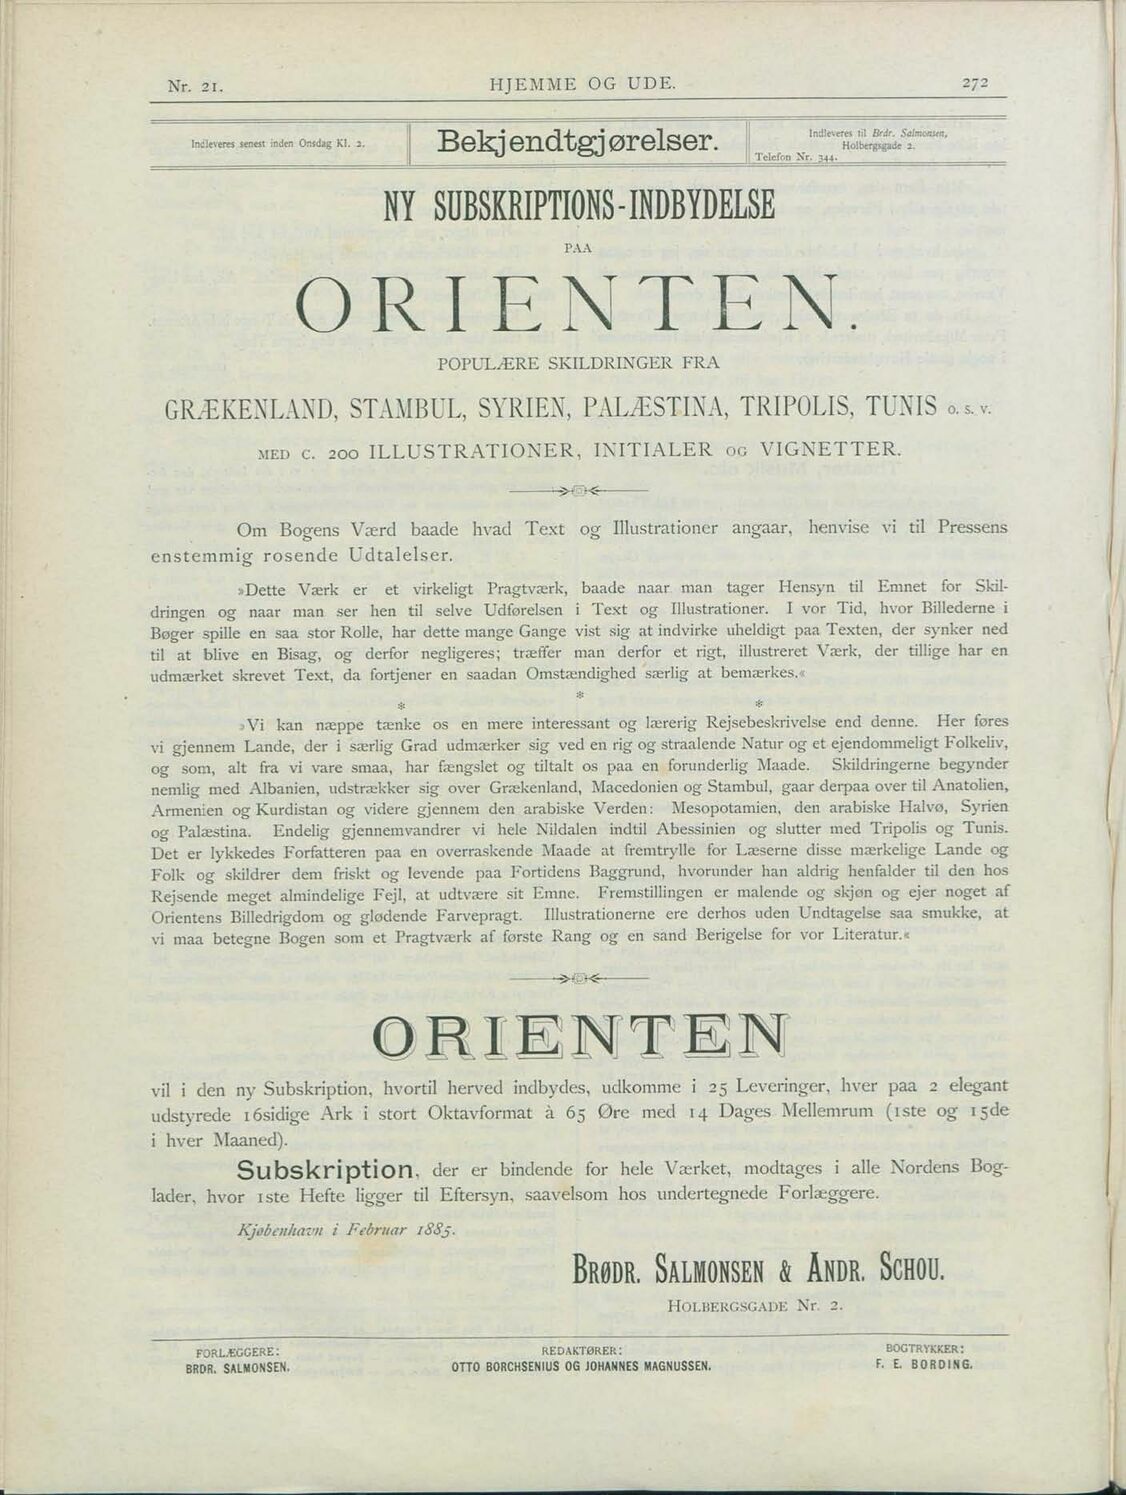 Nr. 21.
HJEMME OG UDE.
272
Indleveres senest inden Onsdag Kl. 2.
Bekjendtgjørelser.
Indleveres til Brdr. Salmonsen,
Holbergsgade 2.
Telefon Nr. 344.
NY SUBSKRIPTIONS-INDBYDELSE
PAA
ORIENTEN.
POPULÆRE SKILDRINGER FRA
GRÆKENLAND, STAMBUL, SYRIEN, PALÆSTINA, TRIPOLIS, TUNIS o. s. v.
MED C. 200 ILLUSTRATIONER, INITIALER OG VIGNETTER.
Om Bogens Værd baade hvad Text og Illustrationer angaar, henvise vi til Pressens
enstemmig rosende Udtalelser.
»Dette Værk er et virkeligt Pragtværk, baade naar man tager Hensyn til Emnet for Skil-
dringen og naar man ser hen til selve Udførelsen i Text og Illustrationer. I vor Tid, hvor Billederne i
Bøger spille en saa stor Rolle, har dette mange Gange vist sig at indvirke uheldigt paa Texten, der synker ned
til at blive en Bisag, og derfor negligeres; træffer man derfor et rigt, illustreret Værk, der tillige har en
udmærket skrevet Text, da fortjener en saadan Omstændighed særlig at bemærkes.«
* * *
»Vi kan næppe tænke os en mere interessant og lærerig Rejsebeskrivelse end denne. Her føres
vi gjennem Lande, der i særlig Grad udmærker sig ved en rig og straalende Natur og et ejendommeligt Folkeliv,
og som, alt fra vi vare smaa, har fængslet og tiltalt os paa en forunderlig Maade. Skildringerne begynder
nemlig med Albanien, udstrækker sig over Grækenland, Macedonien og Stambul, gaar derpaa over til Anatolien,
Armenien og Kurdistan og videre gjennem den arabiske Verden: Mesopotamien, den arabiske Halvø, Syrien
og Palæstina. Endelig gjennemvandrer vi hele Nildalen indtil Abessinien og slutter med Tripolis og Tunis.
Det er lykkedes Forfatteren paa en overraskende Maade at fremtrylle for Læserne disse mærkelige Lande og
Folk og skildrer dem friskt og levende paa Fortidens Baggrund, hvorunder han aldrig henfalder til den hos
Rejsende meget almindelige Fejl, at udtvære sit Emne. Fremstillingen er malende og skjøn og ejer noget af
Orientens Billedrigdom og glødende Farvepragt. Illustrationerne ere derhos uden Undtagelse saa smukke, at
vi maa betegne Bogen som et Pragtværk af første Rang og en sand Berigelse for vor Literatur.«
ORIENTEN
vil i den ny Subskription, hvortil herved indbydes, udkomme i 25 Leveringer, hver paa 2 elegant
udstyrede 16sidige Ark i stort Oktavformat à 65 Øre med 14 Dages Mellemrum (1ste og 15de
i hver Maaned).
Subskription, der er bindende for hele Værket, modtages i alle Nordens Bog-
lader, hvor 1ste Hefte ligger til Eftersyn, saavelsom hos undertegnede Forlæggere.
Kjøbenhavn i Februar 1885.
BRØDR. SALMONSEN & ANDR. SCHOU.
HOLBERGSGADE Nr. 2.
FORLÆGGERE:
BRDR. SALMONSEN.
REDAKTØRER:
OTTO BORCHSENIUS OG JOHANNES MAGNUSSEN.
BOGTRYKKER:
F. E. BORDING.